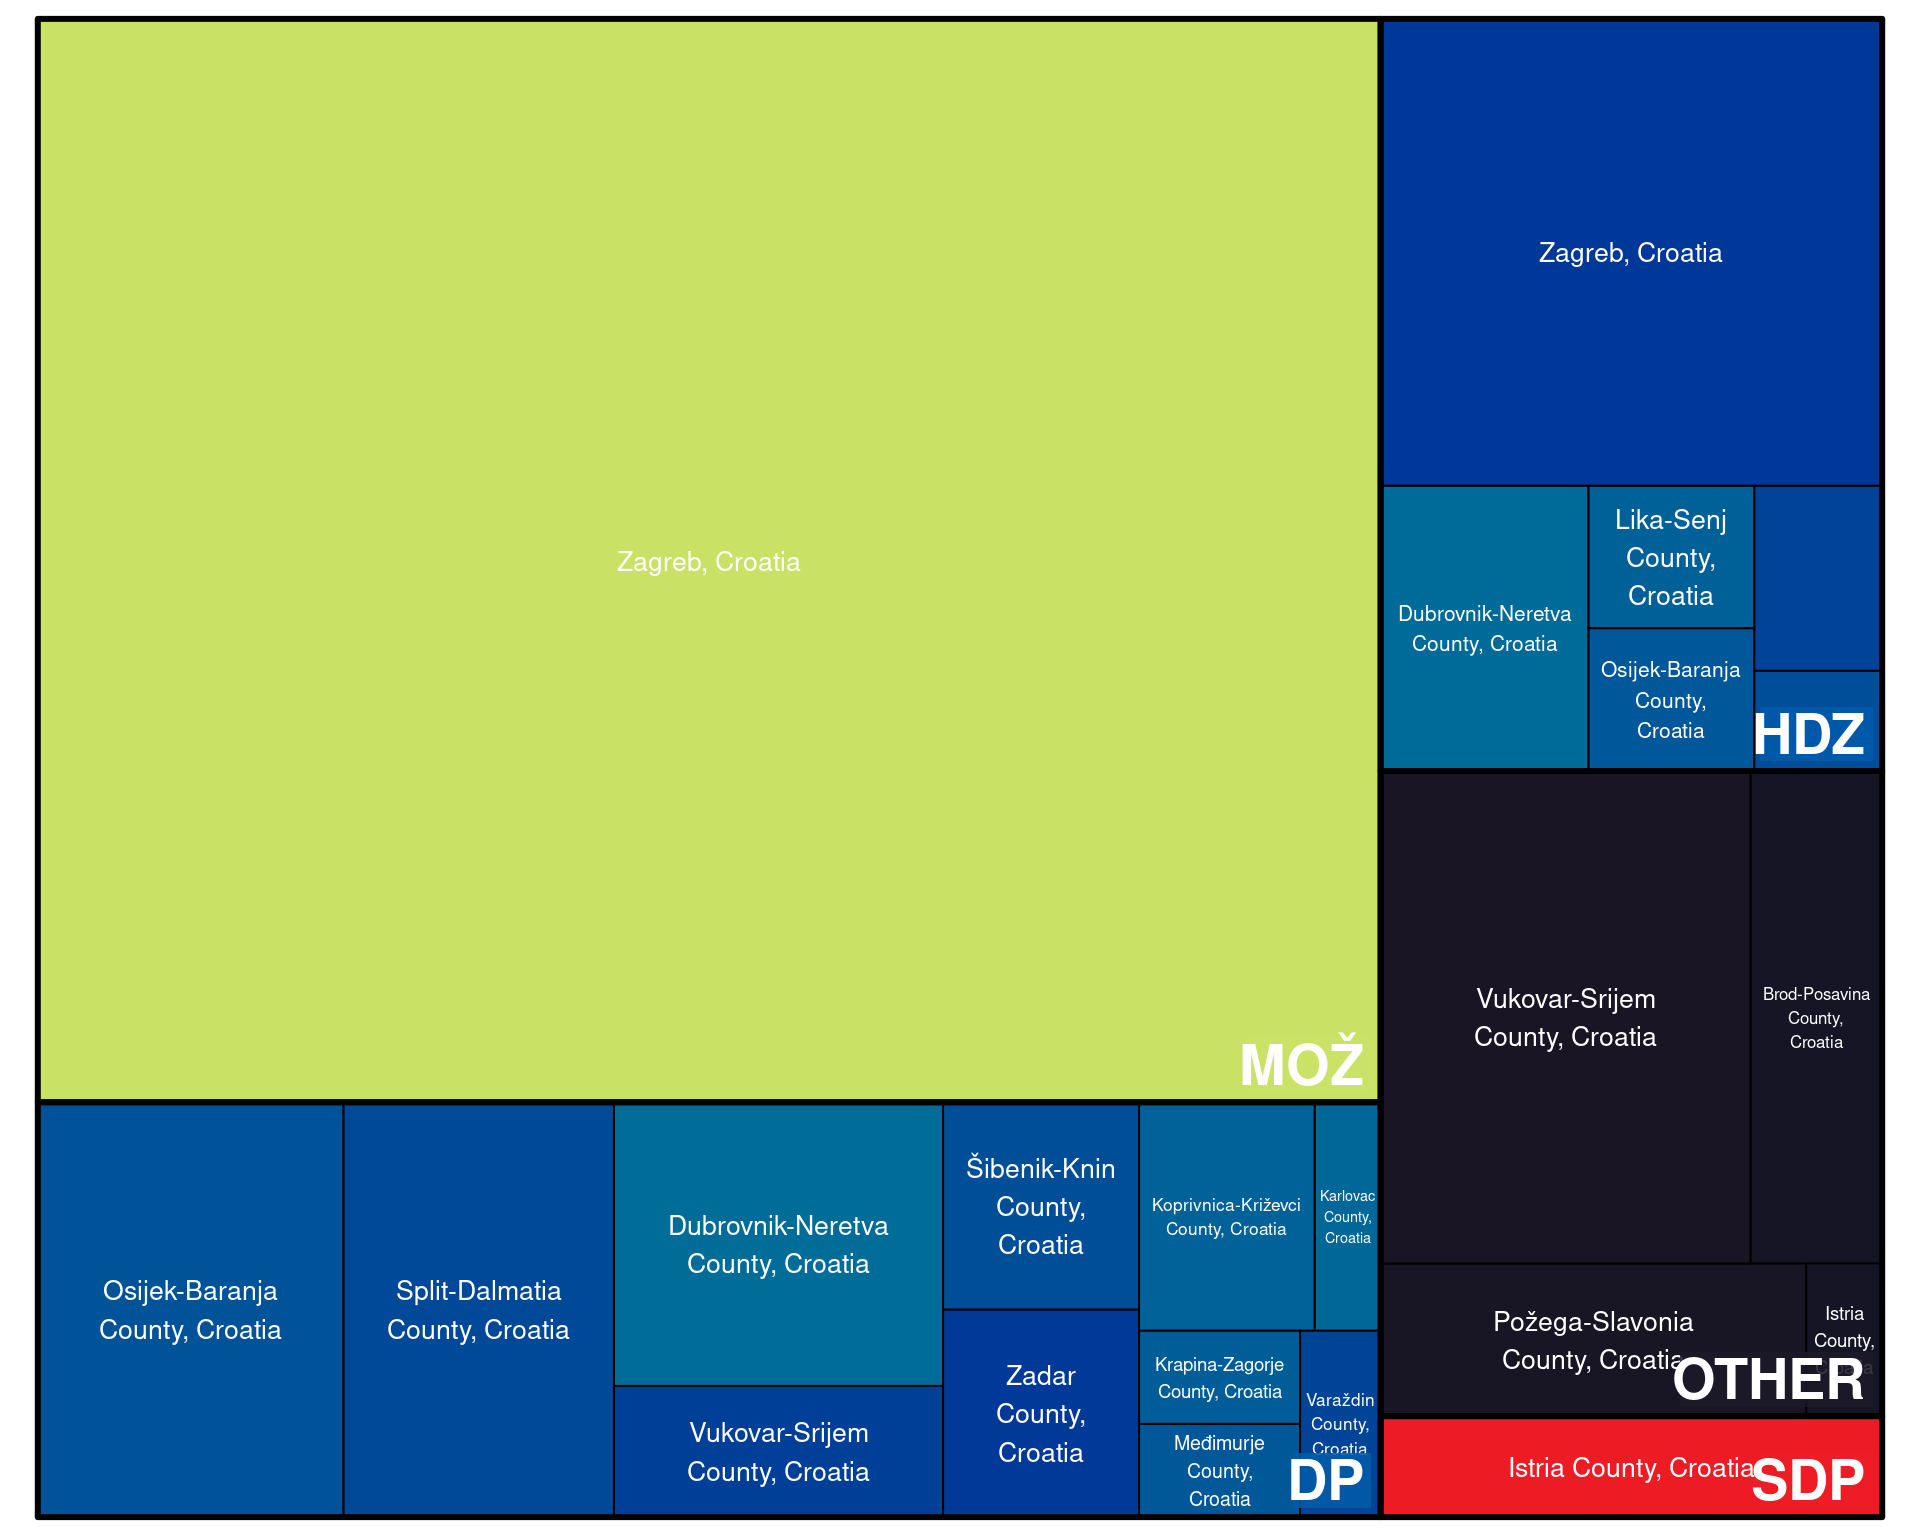 Zagreb, Croatia
MOŽ
Osijek-Baranja
County, Croatia
Split-Dalmatia
County, Croatia
Dubrovnik-Neretva
County, Croatia
Vukovar-Srijem
County, Croatia
Šibenik-Knin
County,
Croatia
Zadar
County,
Croatia
Koprivnica-Križevci
County, Croatia
Karlovac
County,
Croatia
Krapina-Zagorje
County, Croatia
Međimurje
County,
Croatia
Varaždin
County,
Croatia
DP
Zagreb, Croatia
Dubrovnik-Neretva
County, Croatia
Lika-Senj
County,
Croatia
Osijek-Baranja
County,
Croatia
HDZ
Vukovar-Srijem
County, Croatia
Brod-Posavina
County,
Croatia
Požega-Slavonia
County, Croatia
Istria
County,
Croatia
OTHER
Istria County, Croatia
SDP